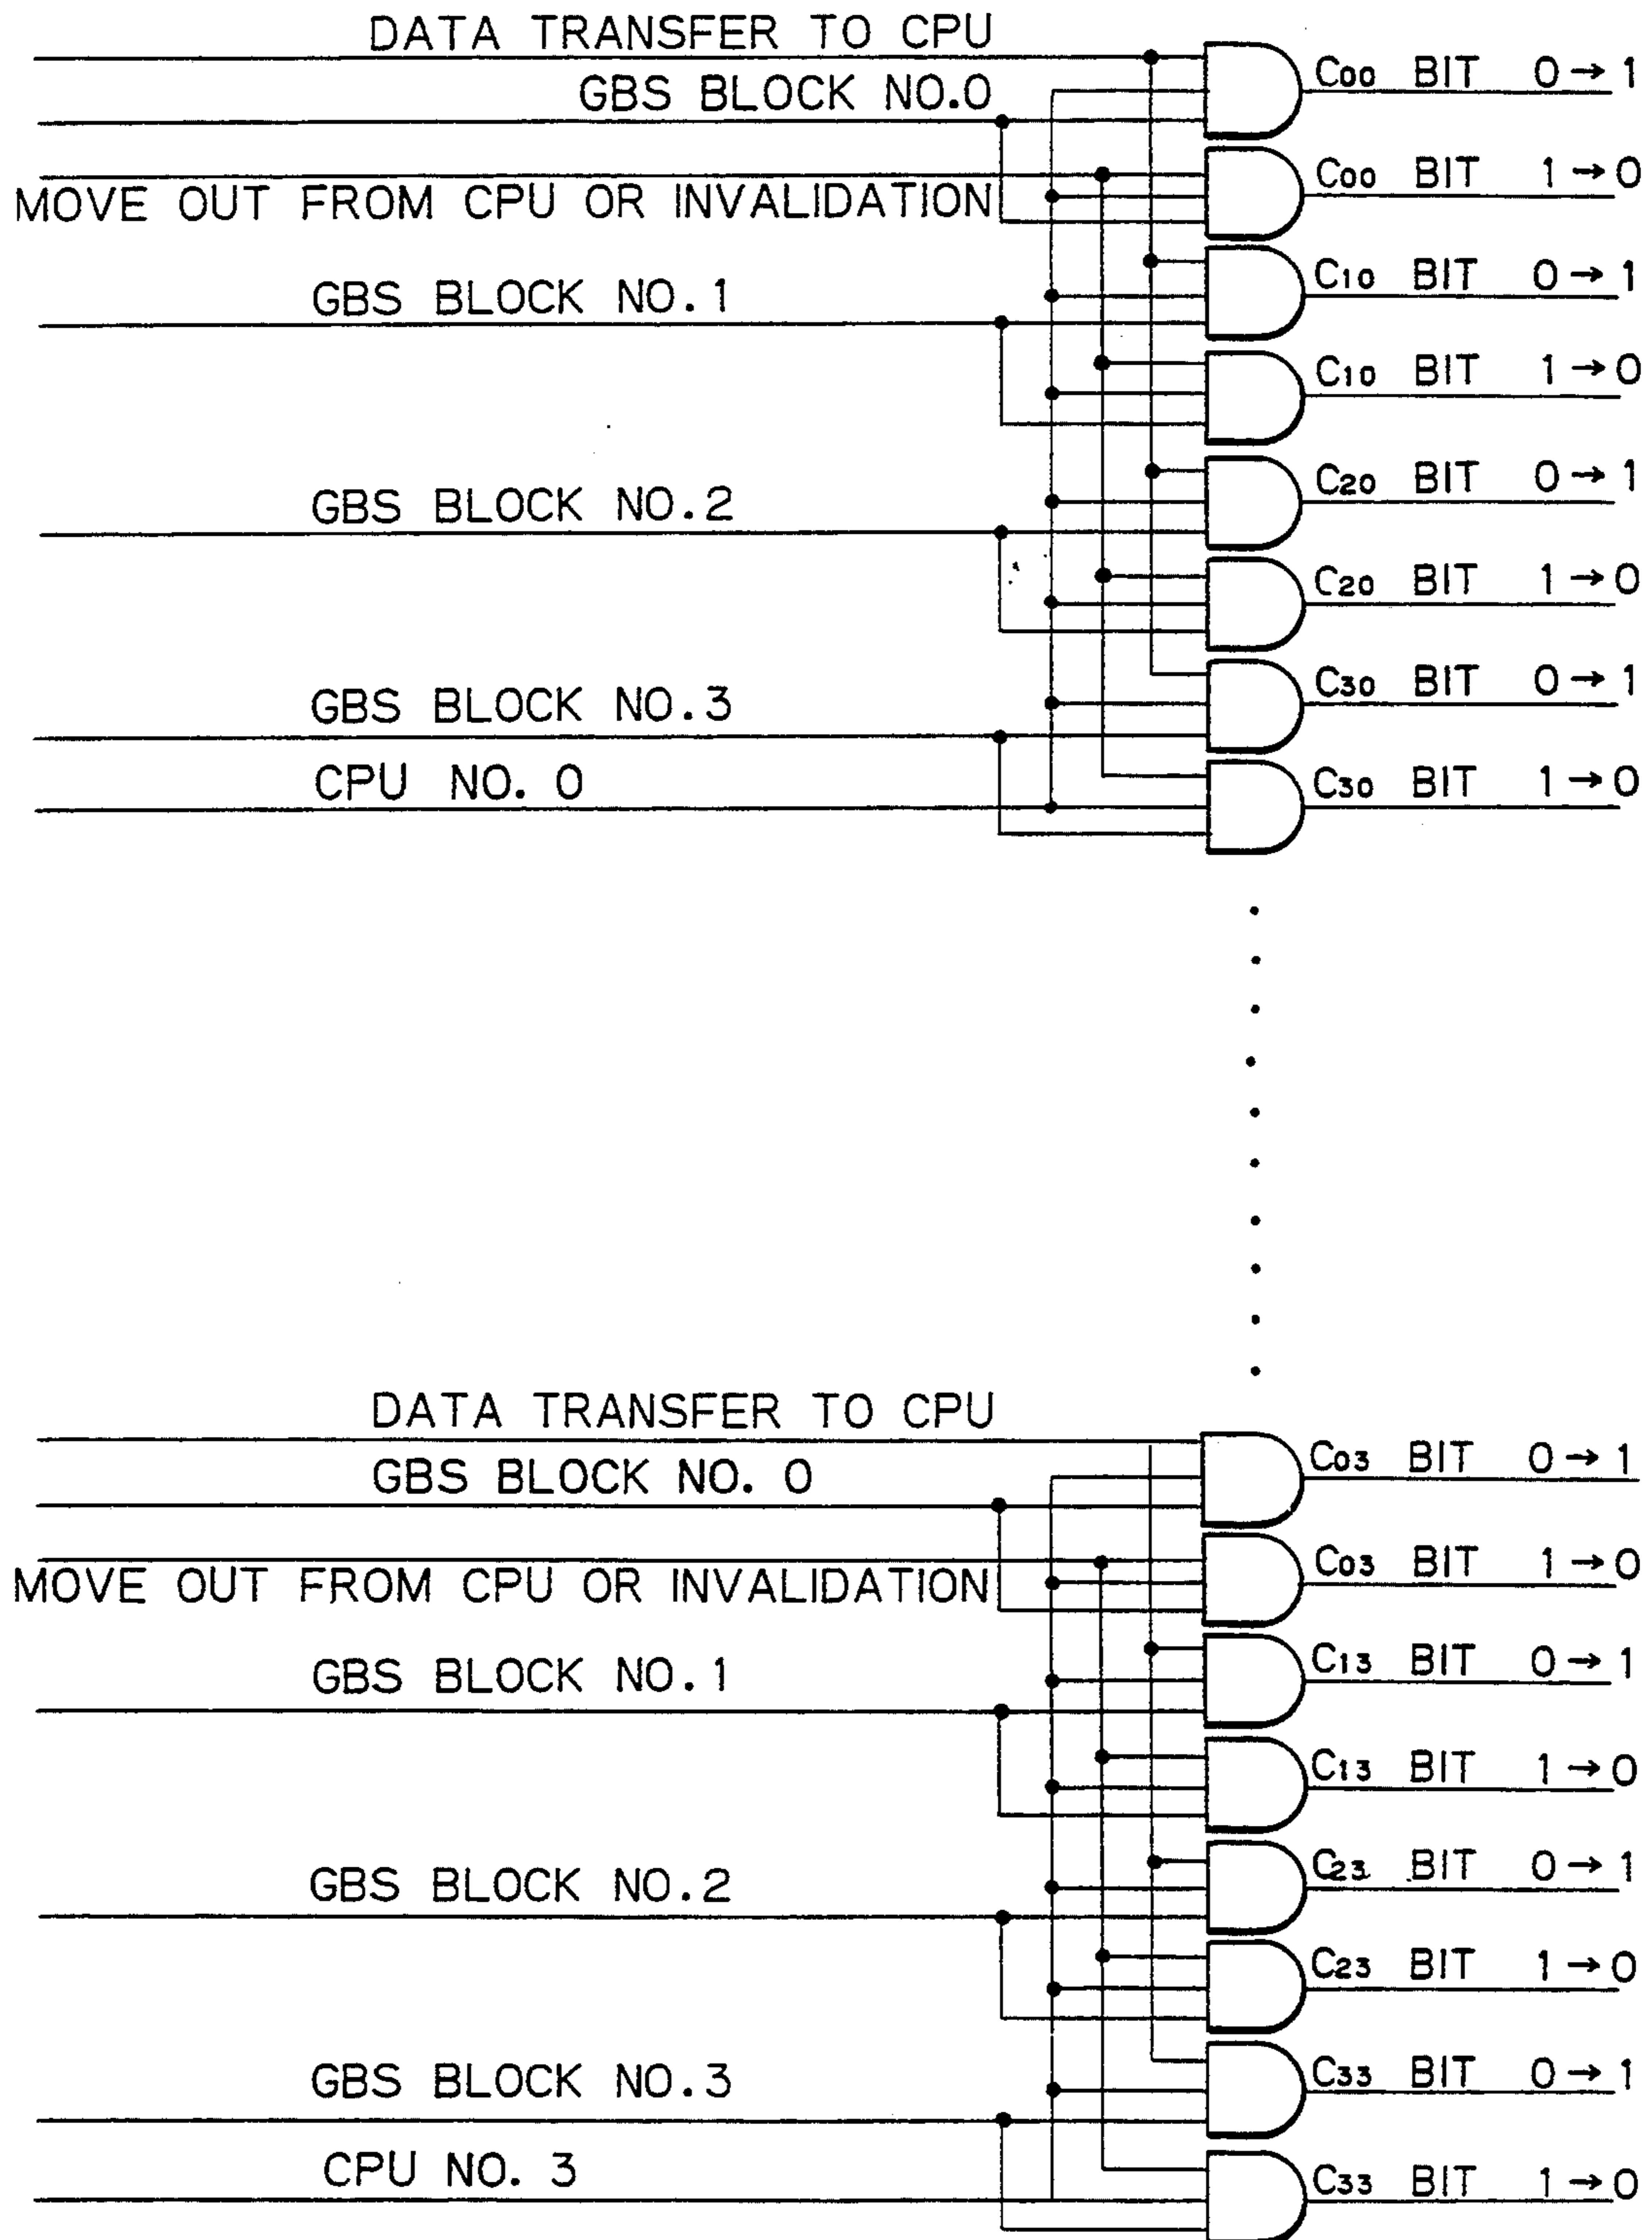 DATA TRANSFER TO CPU
C00 BIT 0→1
GBS BLOCK NO.0
C00 BIT 1→0
MOVE OUT FROM CPU OR INVALIDATION
C10 BIT 0→1
GBS BLOCK NO.1
C10 BIT 1→0
C20 BIT 0→1
GBS BLOCK NO.2
C20 BIT 1→0
C30 BIT 0→1
GBS BLOCK NO.3
C30 BIT 1→0
CPU NO. 0
DATA TRANSFER TO CPU
C03 BIT 0→1
GBS BLOCK NO. 0
C03 BIT 1→0
MOVE OUT FROM CPU OR INVALIDATION
C13 BIT 0→1
GBS BLOCK NO.1
C13 BIT 1→0
C23 BIT 0→1
GBS BLOCK NO.2
C23 BIT 1→0
C33 BIT 0→1
GBS BLOCK NO.3
C33 BIT 1→0
CPU NO. 3